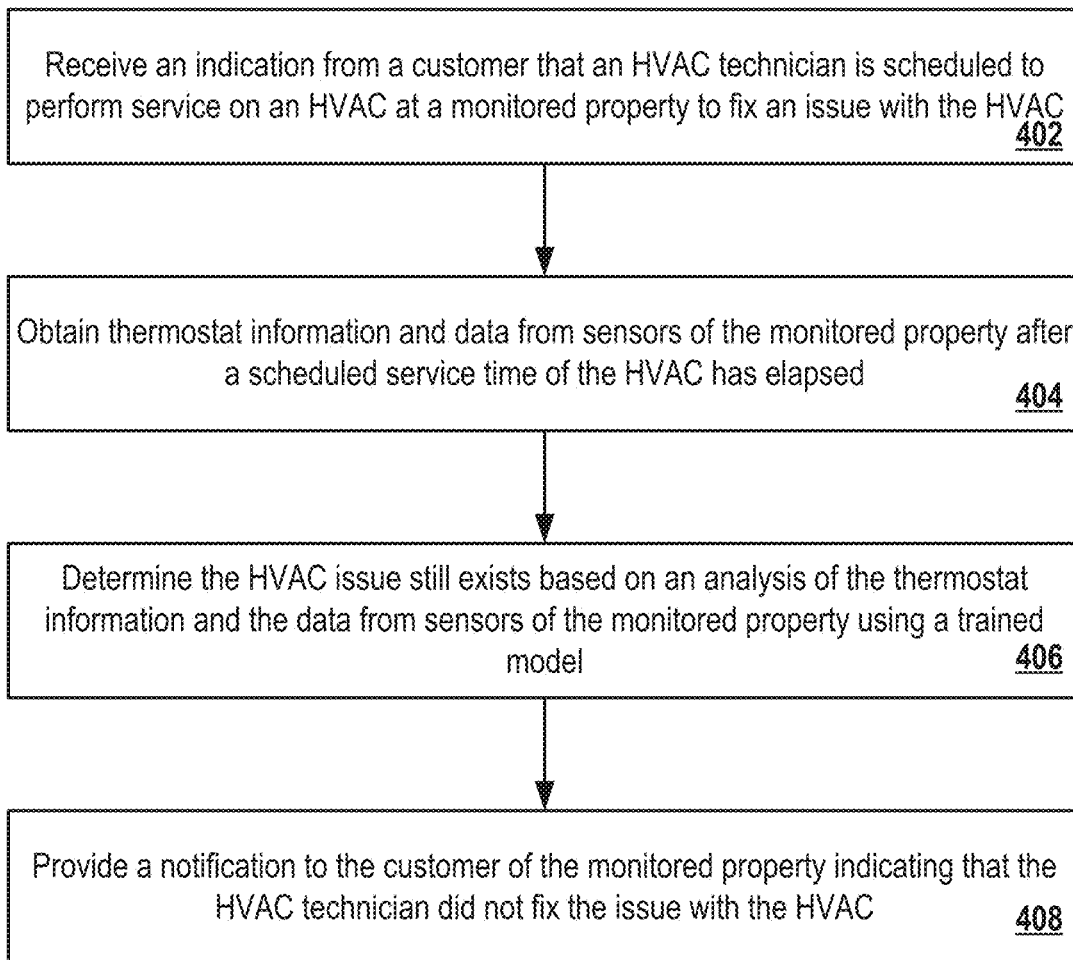 Receive an indication from a customer that an HVAC technician is scheduled to
perform service on an HVAC at a monitored property to fix an issue with the HVAC
402
Obtain thermostat information and data from sensors of the monitored property after
a scheduled service time of the HVAC has elapsed
404
Determine the HVAC issue still exists based on an analysis of the thermostat
information and the data from sensors of the monitored property using a trained
model
406
Provide a notification to the customer of the monitored property indicating that the
HVAC technician did not fix the issue with the HVAC
408